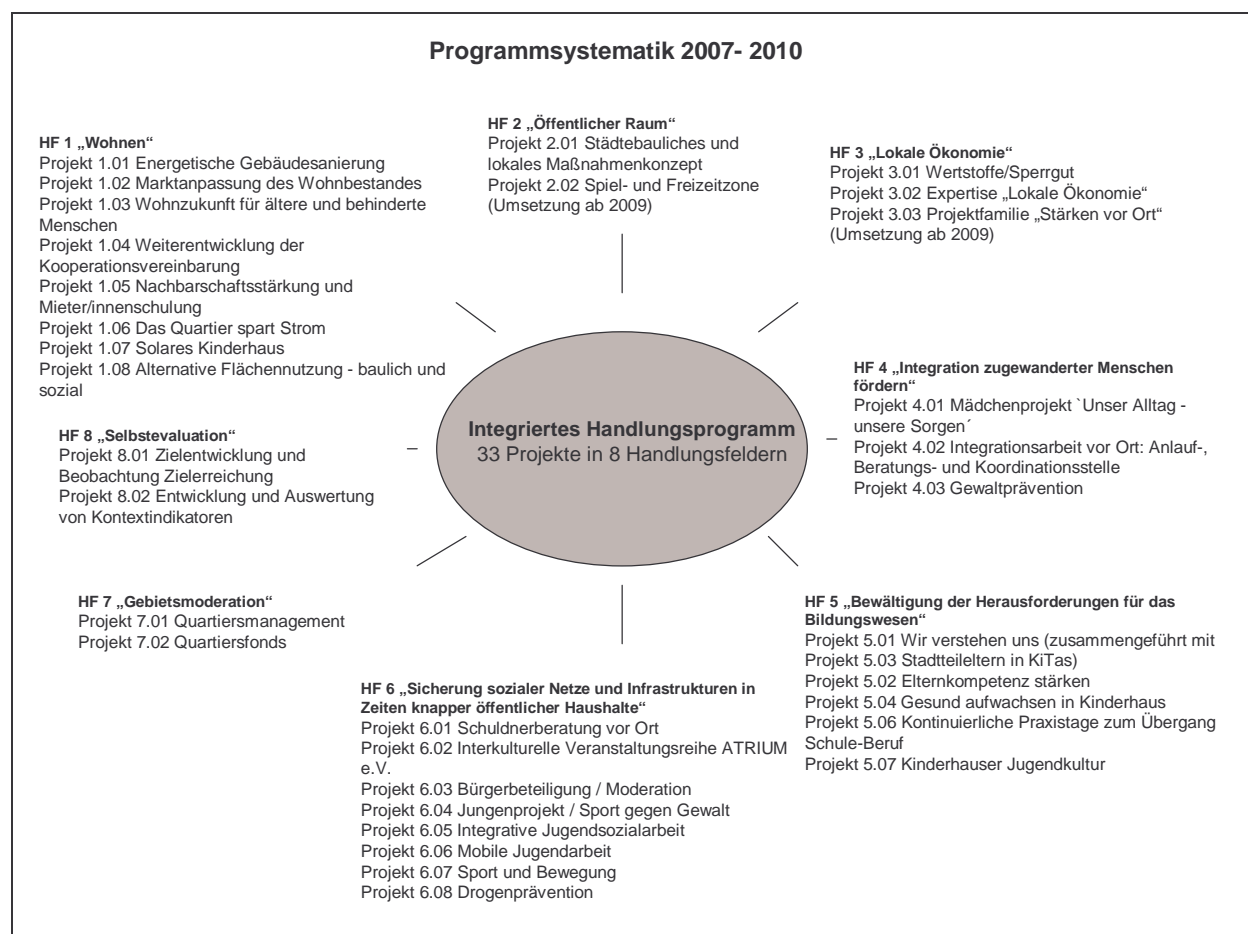 Programmsystematik 2007- 2010
HF 1 „Wohnen“
Projekt 1.01 Energetische Gebäudesanierung
Projekt 1.02 Marktanpassung des Wohnbestandes
Projekt 1.03 Wohnzukunft für ältere und behinderte
Menschen
Projekt 1.04 Weiterentwicklung der
Kooperationsvereinbarung
Projekt 1.05 Nachbarschaftsstärkung und
Mieter/innenschulung
Projekt 1.06 Das Quartier spart Strom
Projekt 1.07 Solares Kinderhaus
Projekt 1.08 Alternative Flächennutzung - baulich und
sozial
HF 2 „Öffentlicher Raum“
Projekt 2.01 Städtebauliches und
lokales Maßnahmenkonzept
Projekt 2.02 Spiel- und Freizeitzone
(Umsetzung ab 2009)
HF 3 „Lokale Ökonomie“
Projekt 3.01 Wertstoffe/Sperrgut
Projekt 3.02 Expertise „Lokale Ökonomie“
Projekt 3.03 Projektfamilie „Stärken vor Ort“
(Umsetzung ab 2009)
Integriertes Handlungsprogramm
33 Projekte in 8 Handlungsfeldern
HF 4 „Integration zugewanderter Menschen
fördern“
Projekt 4.01 Mädchenprojekt `Unser Alltag -
unsere Sorgen´
Projekt 4.02 Integrationsarbeit vor Ort: Anlauf-,
Beratungs- und Koordinationsstelle
Projekt 4.03 Gewaltprävention
HF 5 „Bewältigung der Herausforderungen für das
Bildungswesen“
Projekt 5.01 Wir verstehen uns (zusammengeführt mit
Projekt 5.03 Stadtteileltern in KiTas)
Projekt 5.02 Elternkompetenz stärken
Projekt 5.04 Gesund aufwachsen in Kinderhaus
Projekt 5.06 Kontinuierliche Praxistage zum Übergang
Schule-Beruf
Projekt 5.07 Kinderhauser Jugendkultur
HF 6 „Sicherung sozialer Netze und Infrastrukturen in
Zeiten knapper öffentlicher Haushalte“
Projekt 6.01 Schuldnerberatung vor Ort
Projekt 6.02 Interkulturelle Veranstaltungsreihe ATRIUM
e.V.
Projekt 6.03 Bürgerbeteiligung / Moderation
Projekt 6.04 Jungenprojekt / Sport gegen Gewalt
Projekt 6.05 Integrative Jugendsozialarbeit
Projekt 6.06 Mobile Jugendarbeit
Projekt 6.07 Sport und Bewegung
Projekt 6.08 Drogenprävention
HF 7 „Gebietsmoderation“
Projekt 7.01 Quartiersmanagement
Projekt 7.02 Quartiersfonds
HF 8 „Selbstevaluation“
Projekt 8.01 Zielentwicklung und
Beobachtung Zielerreichung
Projekt 8.02 Entwicklung und Auswertung
von Kontextindikatoren